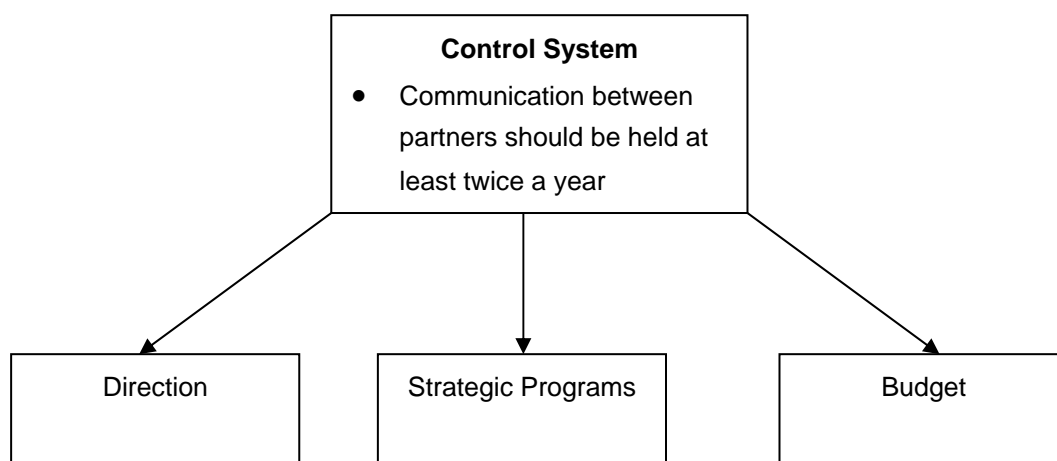 Control System
● Communication between
partners should be held at
least twice a year
Direction
Strategic Programs
Budget